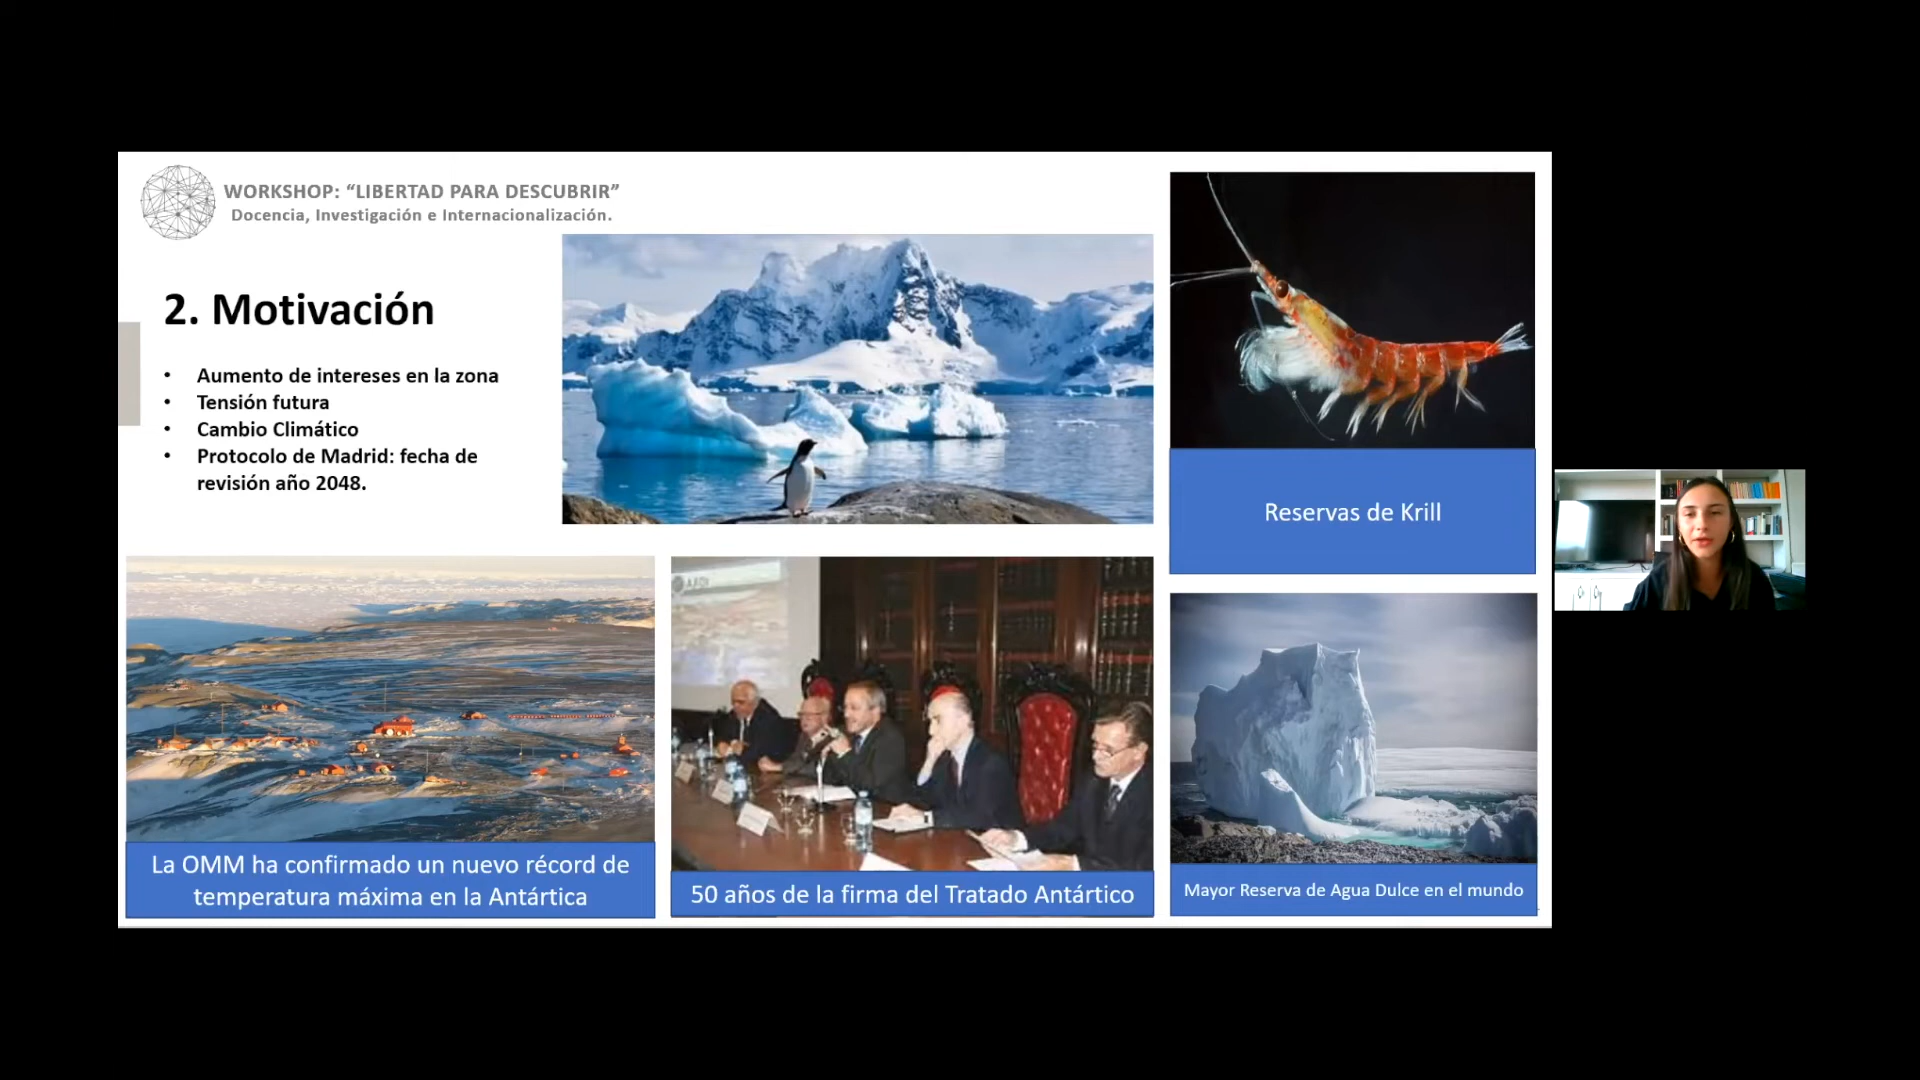 WORKSHOP: “LIBERTAD PARA DESCUBRIR”
Docencia, Investigación e Internacionalización.
2. Motivación
• Aumento de intereses en la zona
• Tensión futura
• Cambio Climático
• Protocolo de Madrid: fecha de
revisión año 2048.
Reservas de Krill
La OMM ha confirmado un nuevo récord de
temperatura máxima en la Antártica
50 años de la firma del Tratado Antártico
Mayor Reserva de Agua Dulce en el mundo